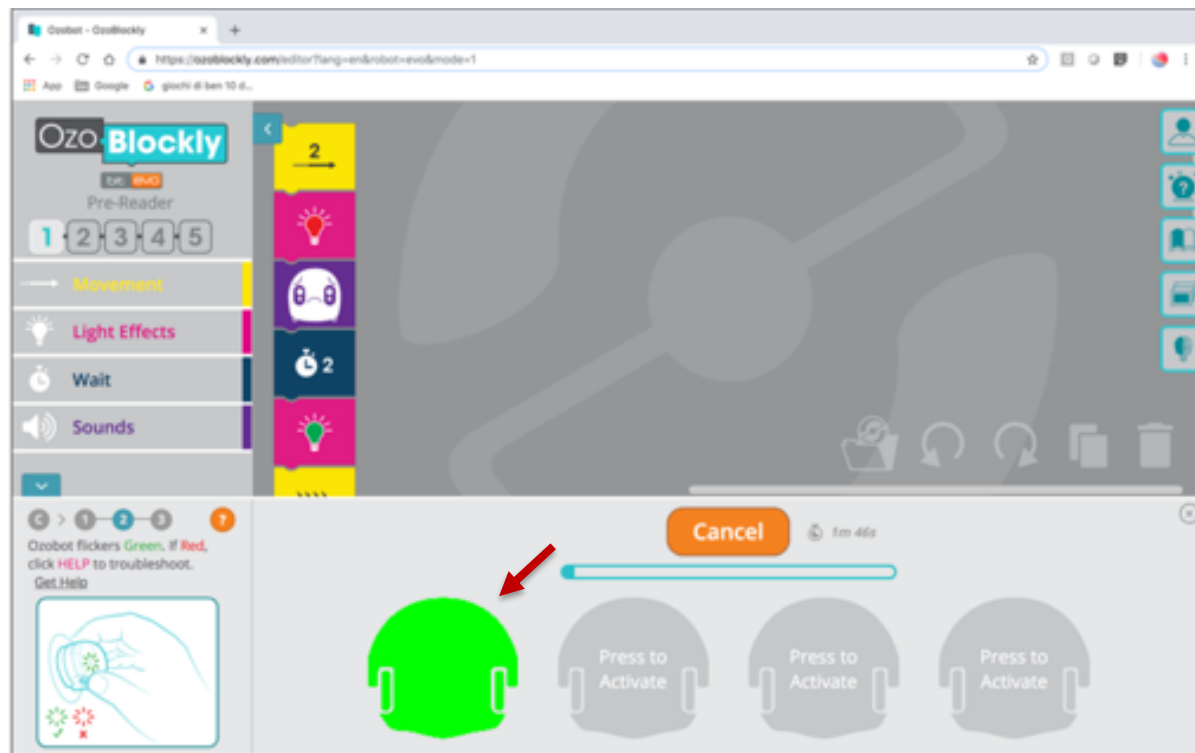 Ozobot - OzoBlockly
https://ozoblockly.com/editor?lang=en&robot=evo&mode=1
App
Google
giochi di ben 10 d...
OZO Blockly
bit evo
Pre-Reader
1 2 3 4 5
Movement
Light Effects
Wait
Sounds
2
2
1 2 3 ?
Ozobot flickers Green. If Red,
click HELP to troubleshoot.
Get Help
Cancel
1m 46s
Press to
Activate
Press to
Activate
Press to
Activate